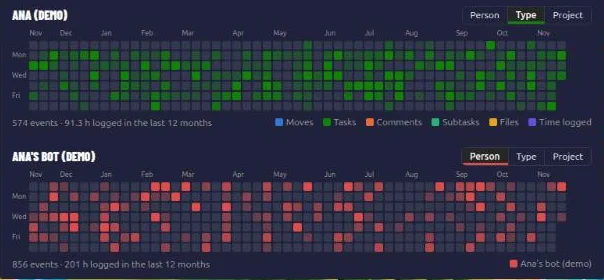 ANA (DEMO)
Person Type Project
Nov Dec Jan Feb Mar Apr May Jun Jul Aug Sep Oct Nov
Mon
Wed
Fri
574 events · 91.3 h logged in the last 12 months
Moves Tasks Comments Subtasks Files Time logged
ANA'S BOT (DEMO)
Person Type Project
Nov Dec Jan Feb Mar Apr May Jun Jul Aug Sep Oct Nov
Mon
Wed
Fri
856 events · 201 h logged in the last 12 months
Ana's bot (demo)